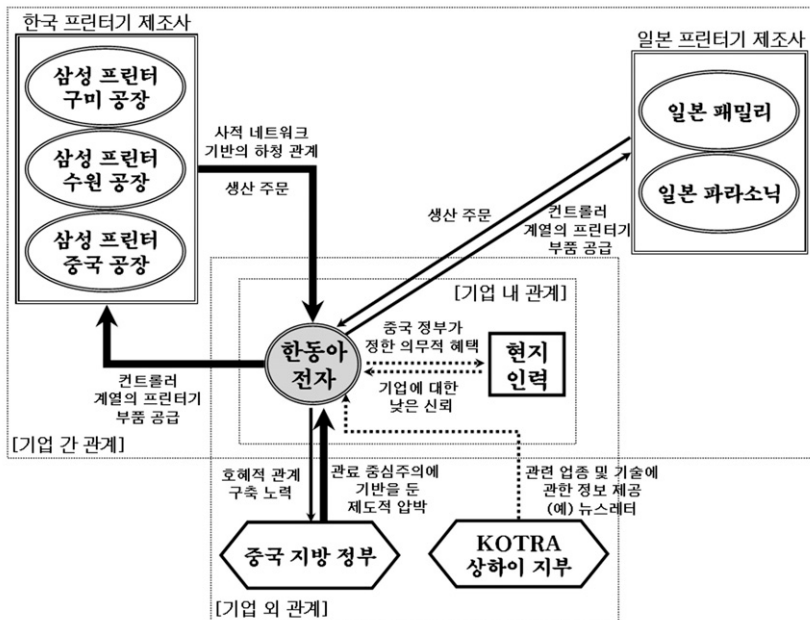 한국 프린터기 제조사
삼성 프린터
구미 공장
삼성 프린터
수원 공장
삼성 프린터
중국 공장
사적 네트워크
기반의 하청 관계
생산 주문
일본 프린터기 제조사
일본 패밀리
일본 파라소닉
생산 주문
컨트롤러
계열의 프린터기
부품 공급
[기업 내 관계]
한동아
전자
중국 정부가
정한 의무적 혜택
기업에 대한
낮은 신뢰
현지
인력
컨트롤러
계열의 프린터기
부품 공급
[기업 간 관계]
호혜적 관계
구축 노력
관료 중심주의에
기반을 둔
제도적 압박
관련 업종 및 기술에
관한 정보 제공
(예) 뉴스레터
중국 지방 정부
KOTRA
상하이 지부
[기업 외 관계]